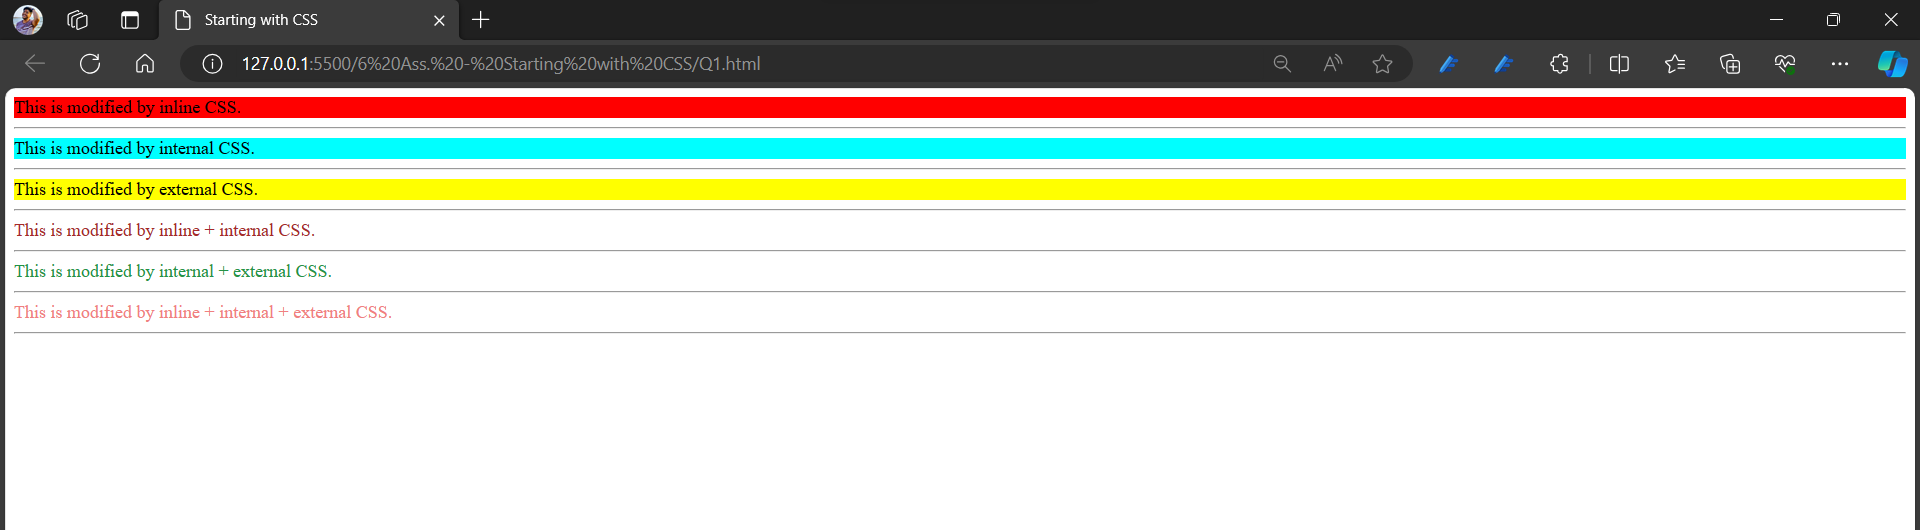 Starting with CSS
127.0.0.1:5500/6%20Ass.%20-%20Starting%20with%20CSS/Q1.html
This is modified by inline CSS.
This is modified by internal CSS.
This is modified by external CSS.
This is modified by inline + internal CSS.
This is modified by internal + external CSS.
This is modified by inline + internal + external CSS.